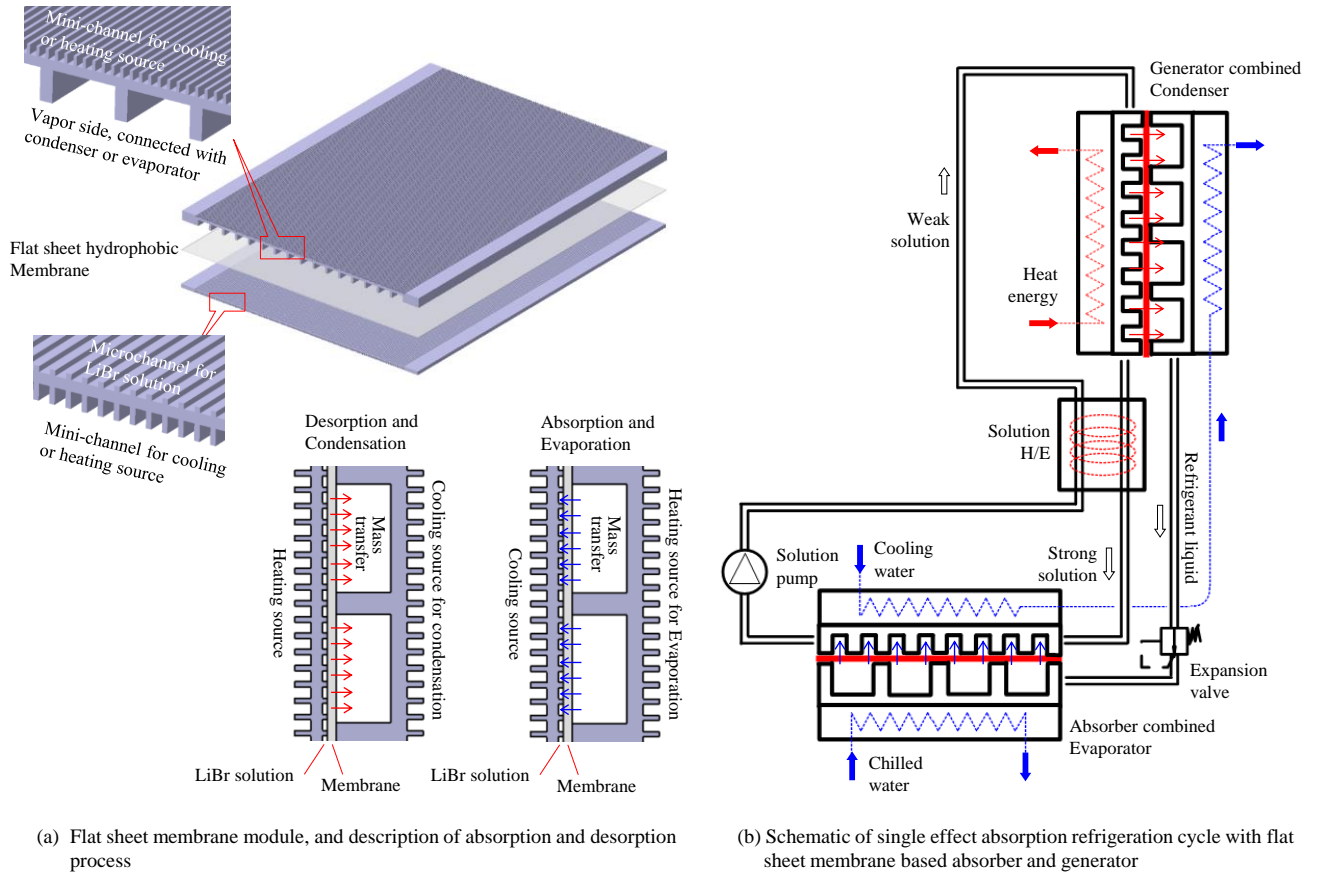 Mini-channel for cooling
or heating source
Vapor side, connected with
condenser or evaporator
Flat sheet hydrophobic
Membrane
Microchannel for
LiBr solution
Mini-channel for cooling
or heating source
Desorption and
Condensation
Heating source
Mass
transfer
Cooling source for condensation
LiBr solution
Membrane
Absorption and
Evaporation
Cooling source
Mass
transfer
Heating source for Evaporation
LiBr solution
Membrane
(a) Flat sheet membrane module, and description of absorption and desorption
process
Generator combined
Condenser
Weak
solution
Heat
energy
Solution
H/E
Refrigerant liquid
Strong
solution
Solution
pump
Cooling
water
Expansion
valve
Absorber combined
Evaporator
Chilled
water
(b) Schematic of single effect absorption refrigeration cycle with flat
sheet membrane based absorber and generator